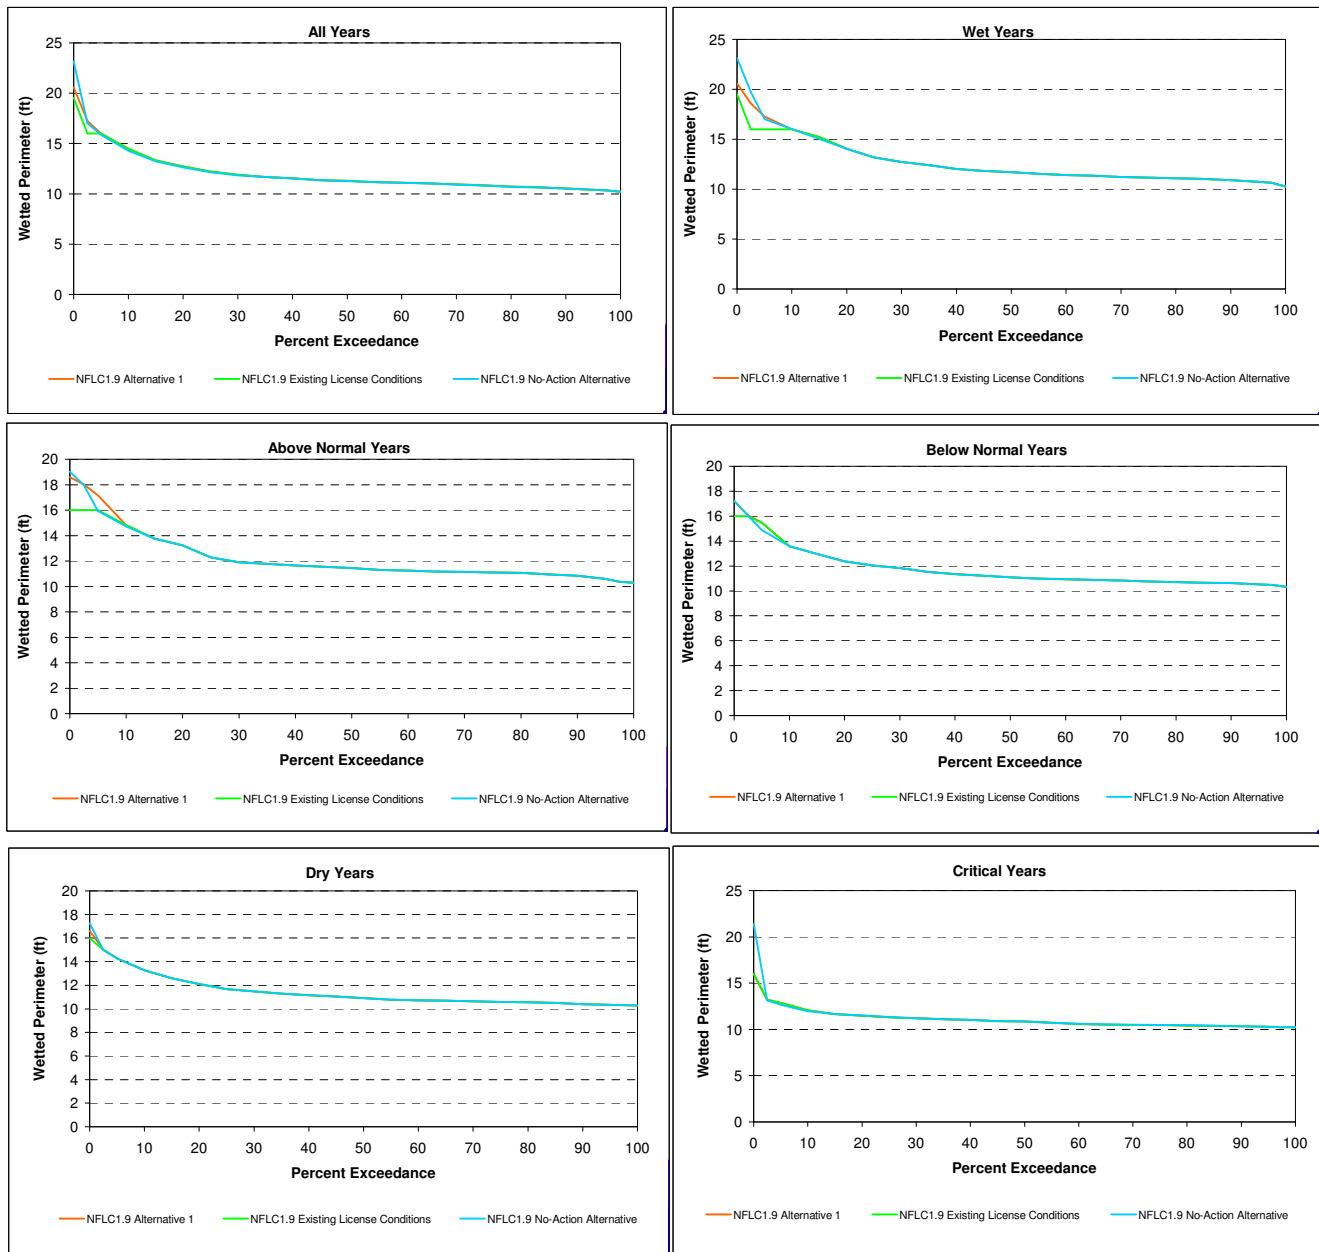 All Years
25
20
15
10
5
0
Wetted Perimeter (ft)
0 10 20 30 40 50 60 70 80 90 100
Percent Exceedance
NFLC1.9 Alternative 1 NFLC1.9 Existing License Conditions NFLC1.9 No-Action Alternative
Wet Years
25
20
15
10
5
0
Wetted Perimeter (ft)
0 10 20 30 40 50 60 70 80 90 100
Percent Exceedance
NFLC1.9 Alternative 1 NFLC1.9 Existing License Conditions NFLC1.9 No-Action Alternative
Above Normal Years
20
18
16
14
12
10
8
6
4
2
0
Wetted Perimeter (ft)
0 10 20 30 40 50 60 70 80 90 100
Percent Exceedance
NFLC1.9 Alternative 1 NFLC1.9 Existing License Conditions NFLC1.9 No-Action Alternative
Below Normal Years
20
18
16
14
12
10
8
6
4
2
0
Wetted Perimeter (ft)
0 10 20 30 40 50 60 70 80 90 100
Percent Exceedance
NFLC1.9 Alternative 1 NFLC1.9 Existing License Conditions NFLC1.9 No-Action Alternative
Dry Years
20
18
16
14
12
10
8
6
4
2
0
Wetted Perimeter (ft)
0 10 20 30 40 50 60 70 80 90 100
Percent Exceedance
NFLC1.9 Alternative 1 NFLC1.9 Existing License Conditions NFLC1.9 No-Action Alternative
Critical Years
25
20
15
10
5
0
Wetted Perimeter (ft)
0 10 20 30 40 50 60 70 80 90 100
Percent Exceedance
NFLC1.9 Alternative 1 NFLC1.9 Existing License Conditions NFLC1.9 No-Action Alternative